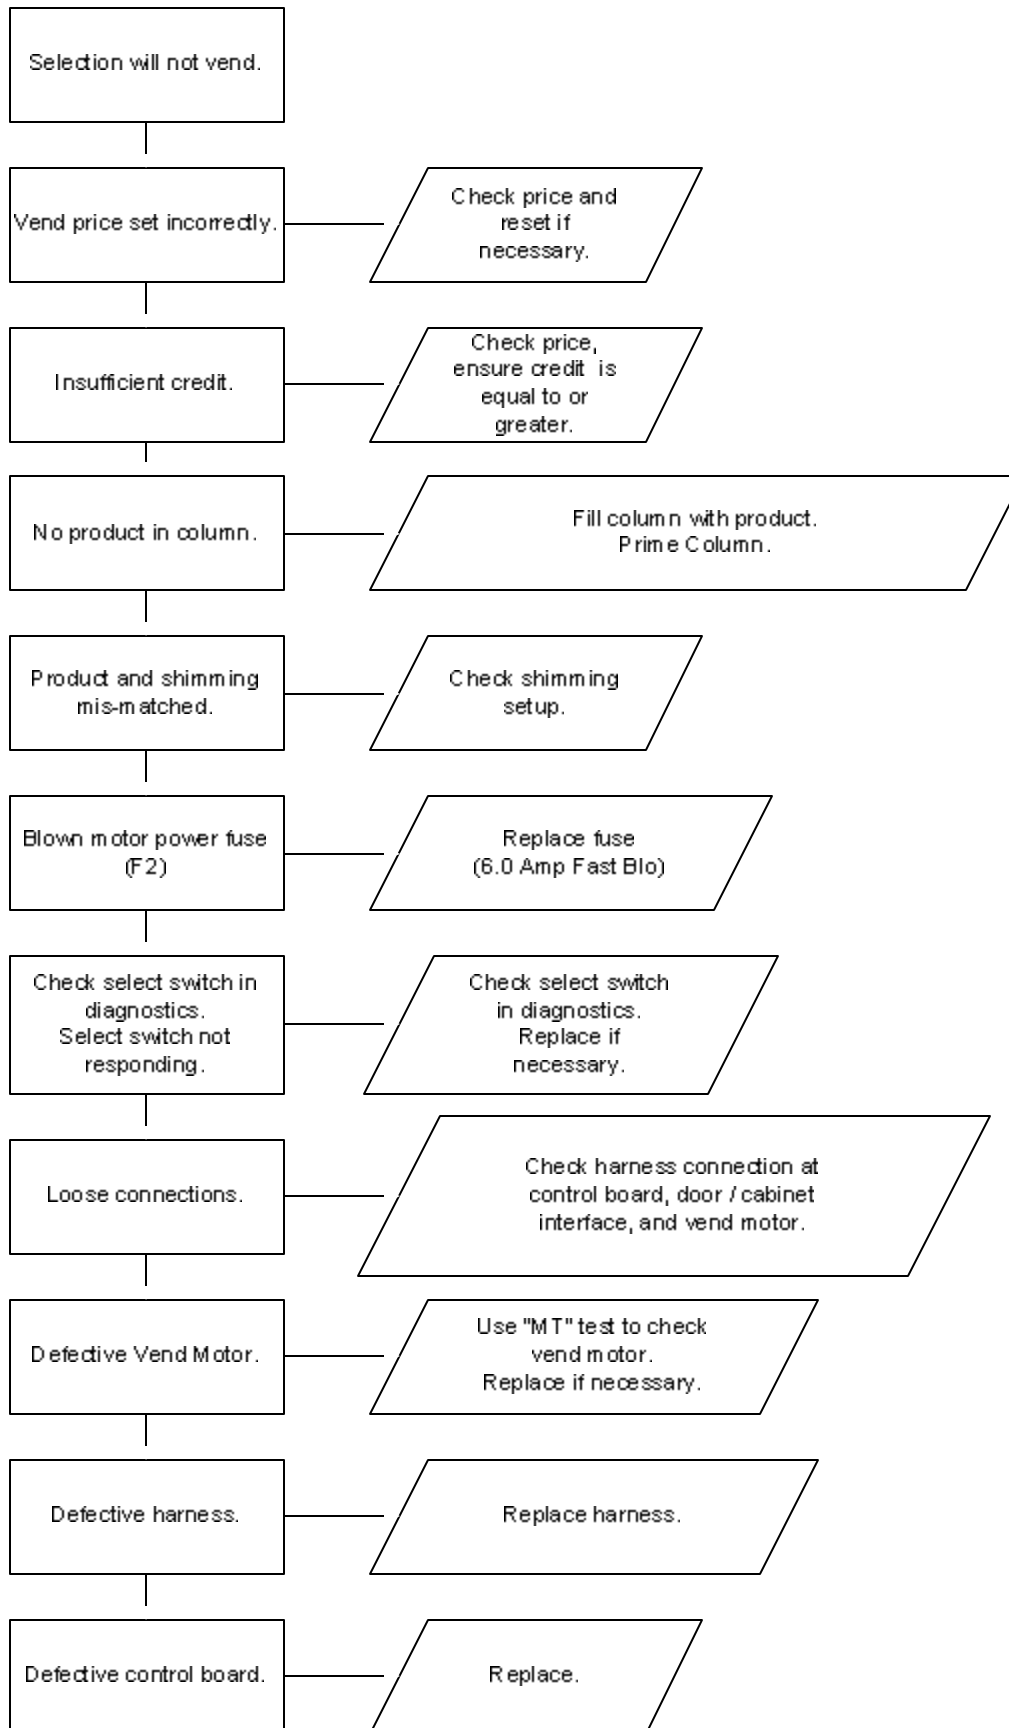 Selection will not vend.
Vend price set incorrectly.
Check price and
reset if
necessary.
Insufficient credit.
Check price,
ensure credit is
equal to or
greater.
No product in column.
Fill column with product.
Prime Column.
Product and shimming
mis-matched.
Check shimming
setup.
Blown motor power fuse
(F2)
Replace fuse
(6.0 Amp Fast Blo)
Check select switch in
diagnostics.
Select switch not
responding.
Check select switch
in diagnostics.
Replace if
necessary.
Loose connections.
Check harness connection at
control board, door / cabinet
interface, and vend motor.
Defective Vend Motor.
Use "MT" test to check
vend motor.
Replace if necessary.
Defective harness.
Replace harness.
Defective control board.
Replace.